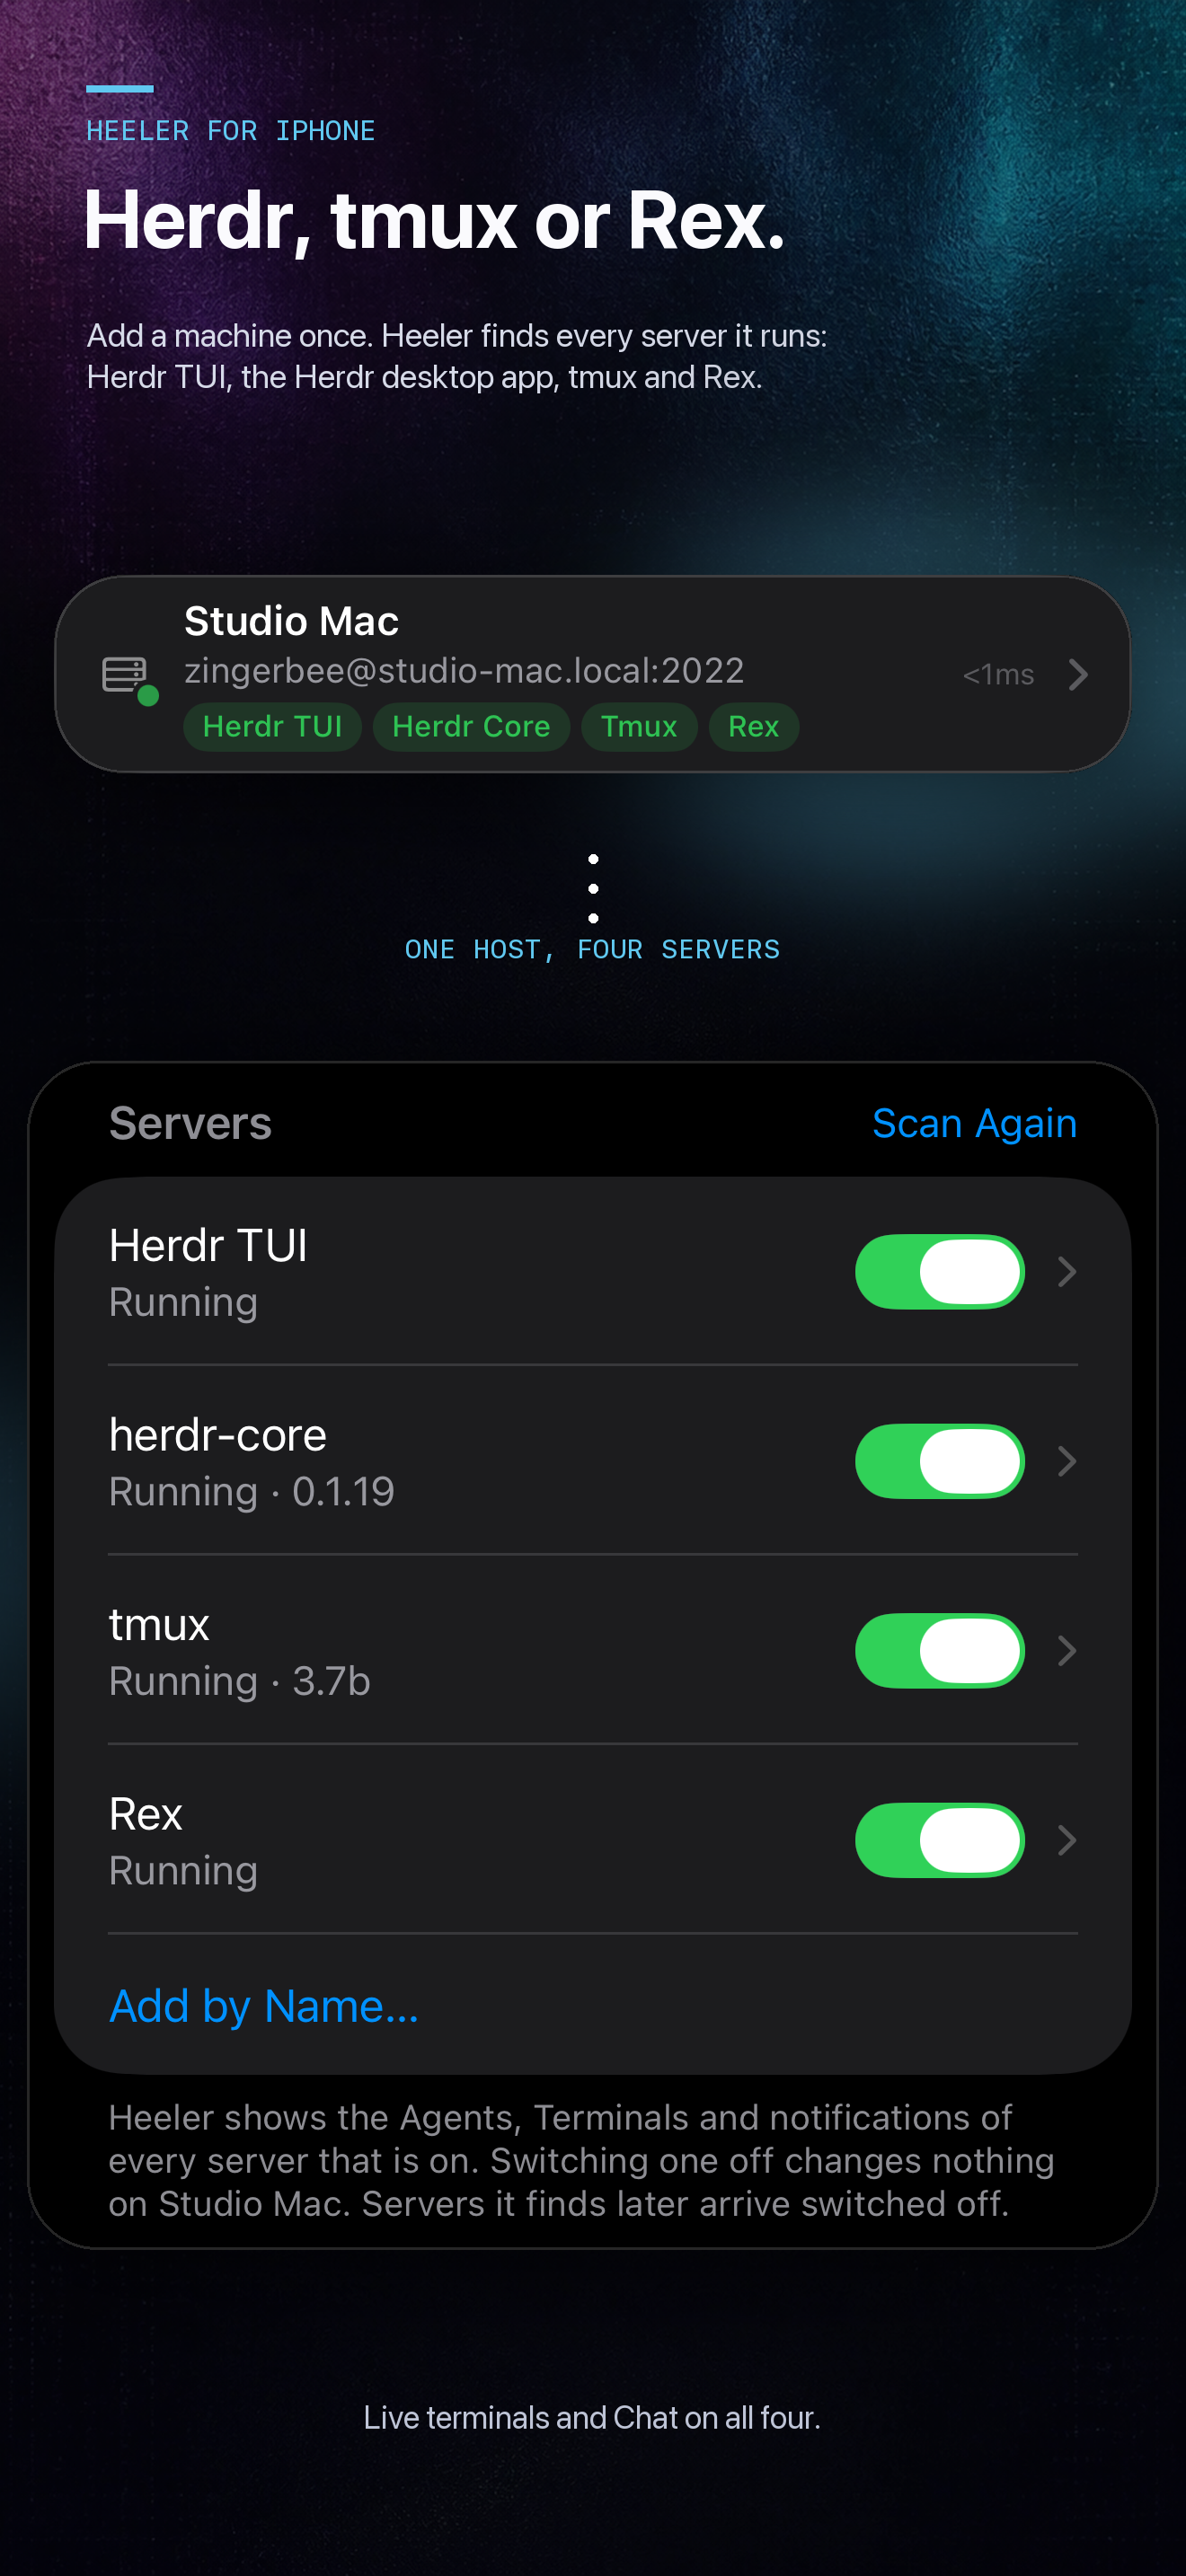 HEELER FOR IPHONE
Herdr, tmux or Rex.
Add a machine once. Heeler finds every server it runs:
Herdr TUI, the Herdr desktop app, tmux and Rex.
Studio Mac
zingerbee@studio-mac.local:2022
<1ms
Herdr TUI Herdr Core Tmux Rex
ONE HOST, FOUR SERVERS
Servers Scan Again
Herdr TUI
Running
herdr-core
Running · 0.1.19
tmux
Running · 3.7b
Rex
Running
Add by Name...
Heeler shows the Agents, Terminals and notifications of
every server that is on. Switching one off changes nothing
on Studio Mac. Servers it finds later arrive switched off.
Live terminals and Chat on all four.